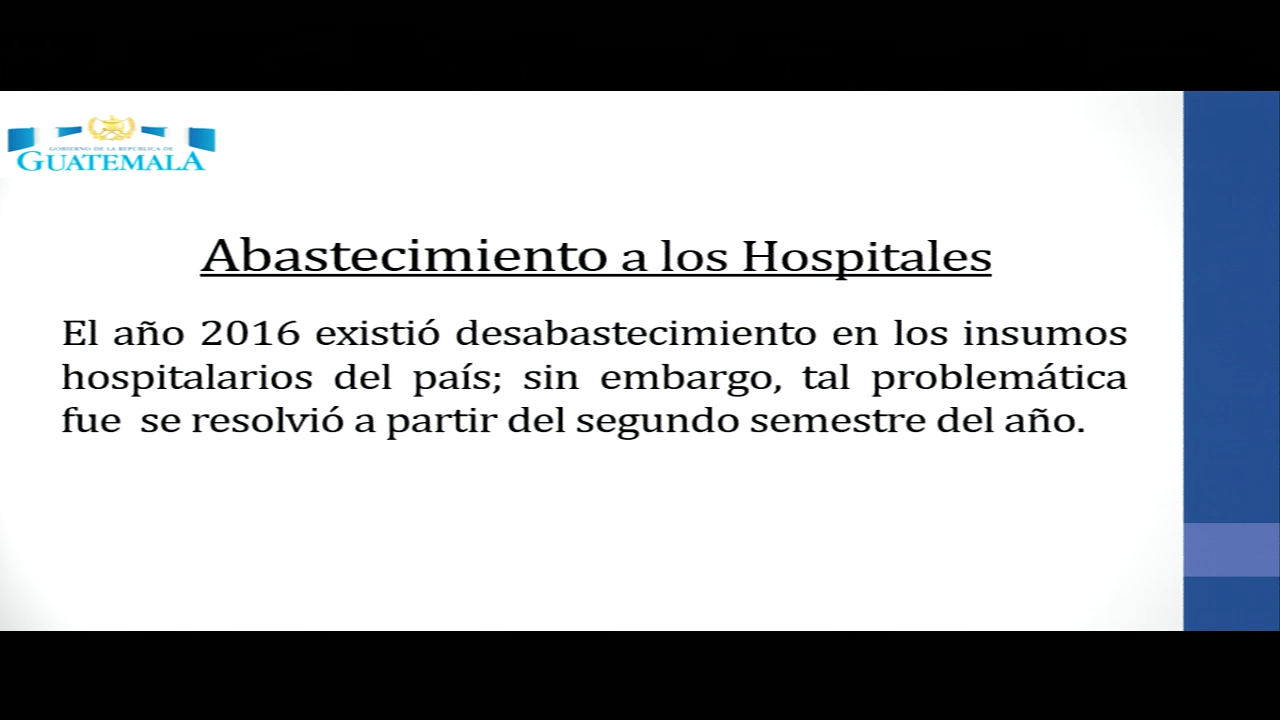 GOBIERNO DE LA REPÚBLICA DE
GUATEMALA
Abastecimiento a los Hospitales
El año 2016 existió desabastecimiento en los insumos
hospitalarios del país; sin embargo, tal problemática
fue  se resolvió a partir del segundo semestre del año.